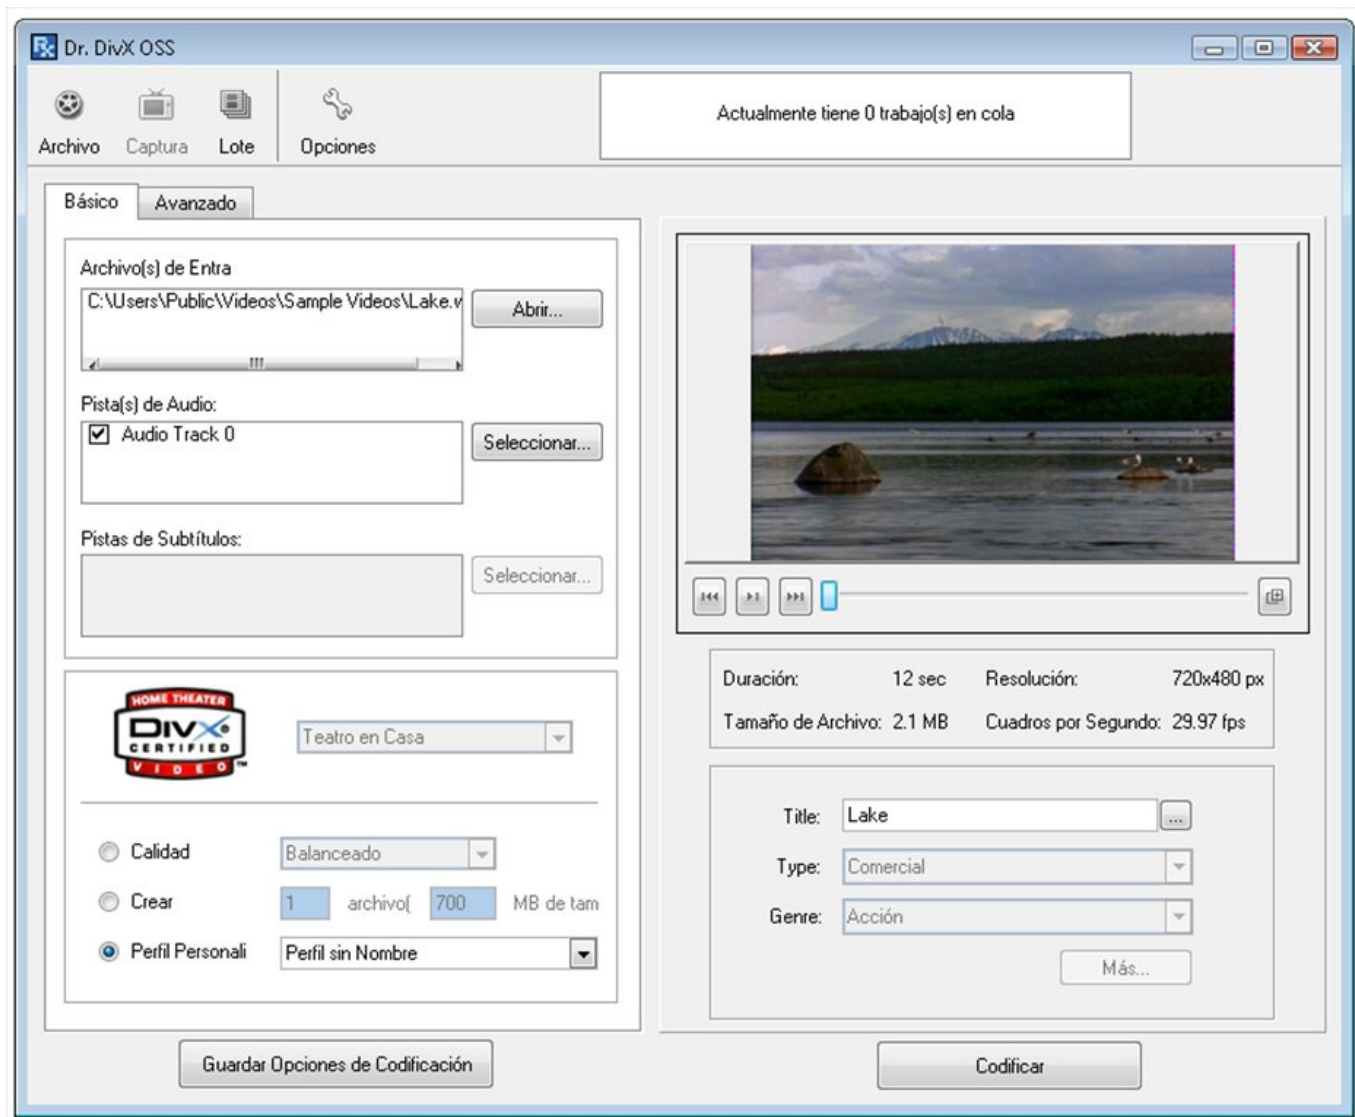 Dr. DivX OSS
Archivo
Captura
Lote
Opciones
Actualmente tiene 0 trabajo(s) en cola
Básico
Avanzado
Archivo(s) de Entra
C:\Users\Public\Videos\Sample Videos\Lake.v
Abrir...
Pista(s) de Audio:
Audio Track 0
Seleccionar...
Pistas de Subtítulos:
Seleccionar...
HOME THEATER
DIVX
CERTIFIED
VIDEO™
Teatro en Casa
Calidad
Balanceado
Crear
1 archivo( 700 MB de tam
Perfil Personali
Perfil sin Nombre
Guardar Opciones de Codificación
Duración: 12 sec Resolución: 720x480 px
Tamaño de Archivo: 2.1 MB Cuadros por Segundo: 29.97 fps
Title: Lake ...
Type: Comercial
Genre: Acción
Más...
Codificar